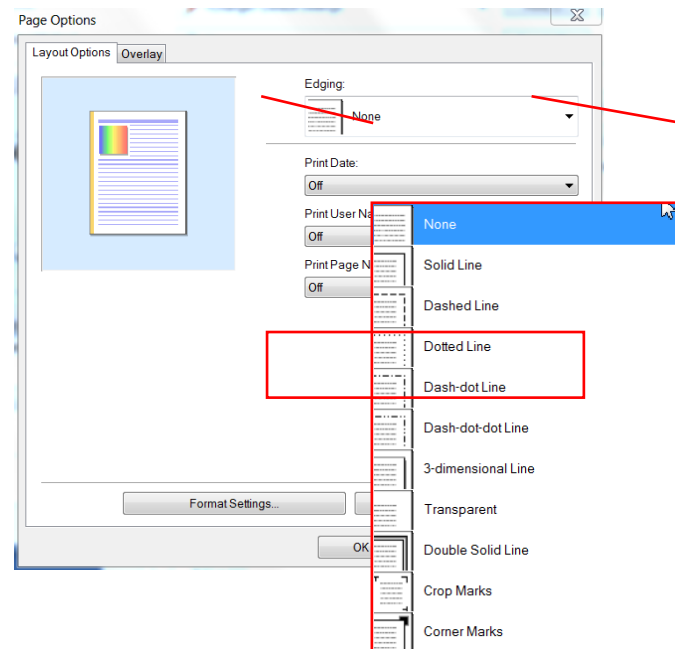 Page Options
Layout Options Overlay
Edging:
None
Print Date:
Off
Print User Na
Off
Print Page N
Off
None
Solid Line
Dashed Line
Dotted Line
Dash-dot Line
Dash-dot-dot Line
3-dimensional Line
Transparent
Double Solid Line
Crop Marks
Corner Marks
Format Settings...
OK